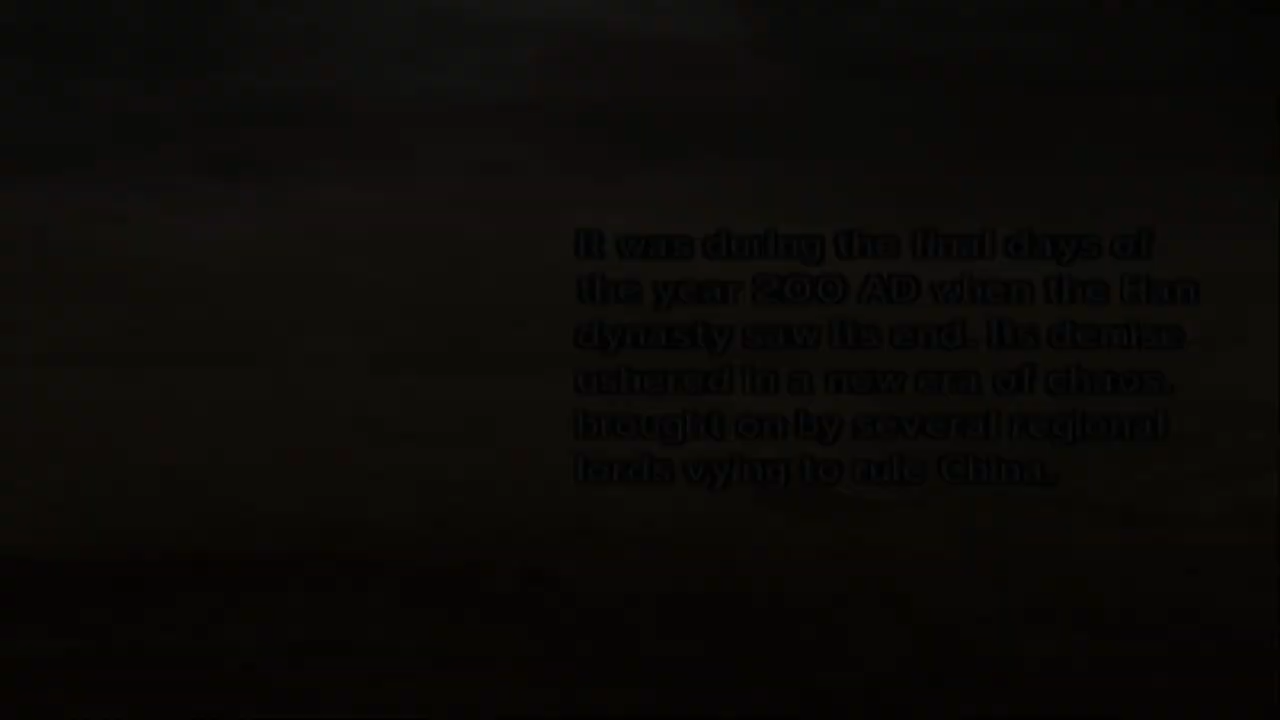 It was during the final days of
the year 200 AD when the Han
dynasty saw its end. Its demise
ushered in a new era of chaos,
brought on by several regional
lords vying to rule China.